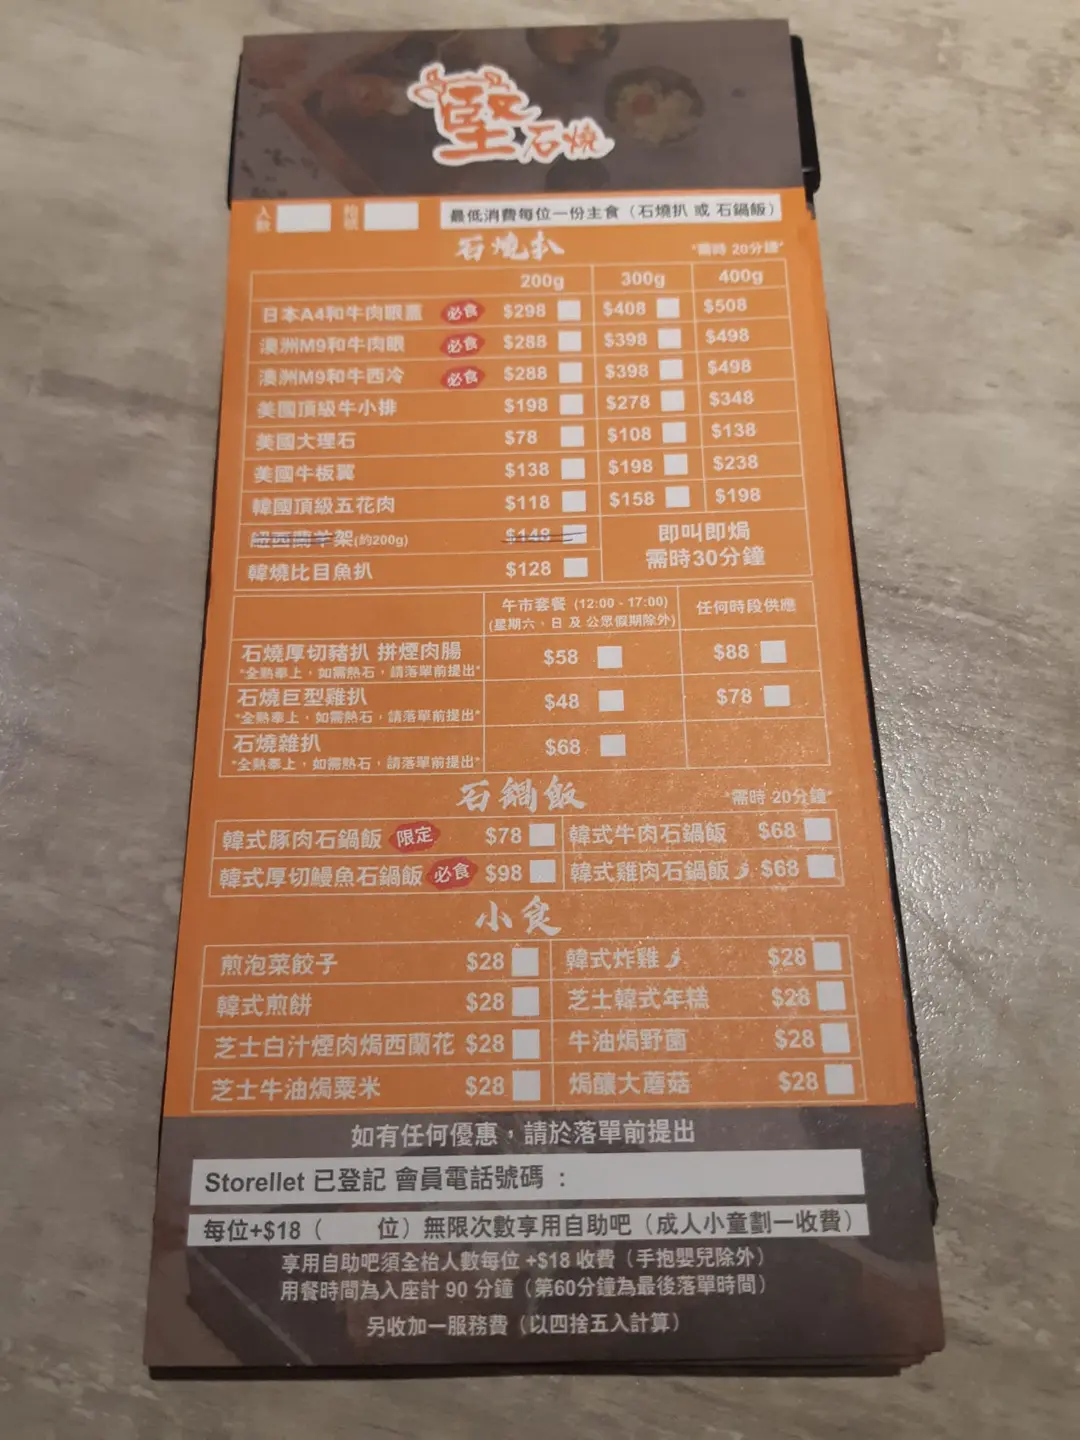 堅石燒
人數 枱號 最低消費每位一份主食（石燒扒 或 石鍋飯）
石燒扒 *需時 20分鐘*
200g 300g 400g
日本A4和牛肉眼蓋 必食 $298 $408 $508
澳洲M9和牛肉眼 必食 $288 $398 $498
澳洲M9和牛西冷 必食 $288 $398 $498
美國頂級牛小排 $198 $278 $348
美國大理石 $78 $108 $138
美國牛板翼 $138 $198 $238
韓國頂級五花肉 $118 $158 $198
紐西蘭羊架(約200g) $148
即叫即焗
需時30分鐘
韓燒比目魚扒 $128
午市套餐 (12:00 - 17:00) 任何時段供應
(星期六、日 及 公眾假期除外)
石燒厚切豬扒 拼煙肉腸 $58 $88
*全熟奉上，如需熱石，請落單前提出*
石燒巨型雞扒 $48 $78
*全熟奉上，如需熱石，請落單前提出*
石燒雜扒 $68
*全熟奉上，如需熱石，請落單前提出*
石鍋飯 *需時 20分鐘*
韓式豚肉石鍋飯 限定 $78 韓式牛肉石鍋飯 $68
韓式厚切鰻魚石鍋飯 必食 $98 韓式雞肉石鍋飯 $68
小食
煎泡菜餃子 $28 韓式炸雞 $28
韓式煎餅 $28 芝士韓式年糕 $28
芝士白汁煙肉焗西蘭花 $28 牛油焗野菌 $28
芝士牛油焗粟米 $28 焗釀大蘑菇 $28
如有任何優惠，請於落單前提出
Storellet 已登記 會員電話號碼 ：
每位+$18（ 位）無限次數享用自助吧（成人小童劃一收費）
享用自助吧須全枱人數每位 +$18 收費（手抱嬰兒除外）
用餐時間為入座計 90 分鐘（第60分鐘為最後落單時間）
另收加一服務費（以四捨五入計算）